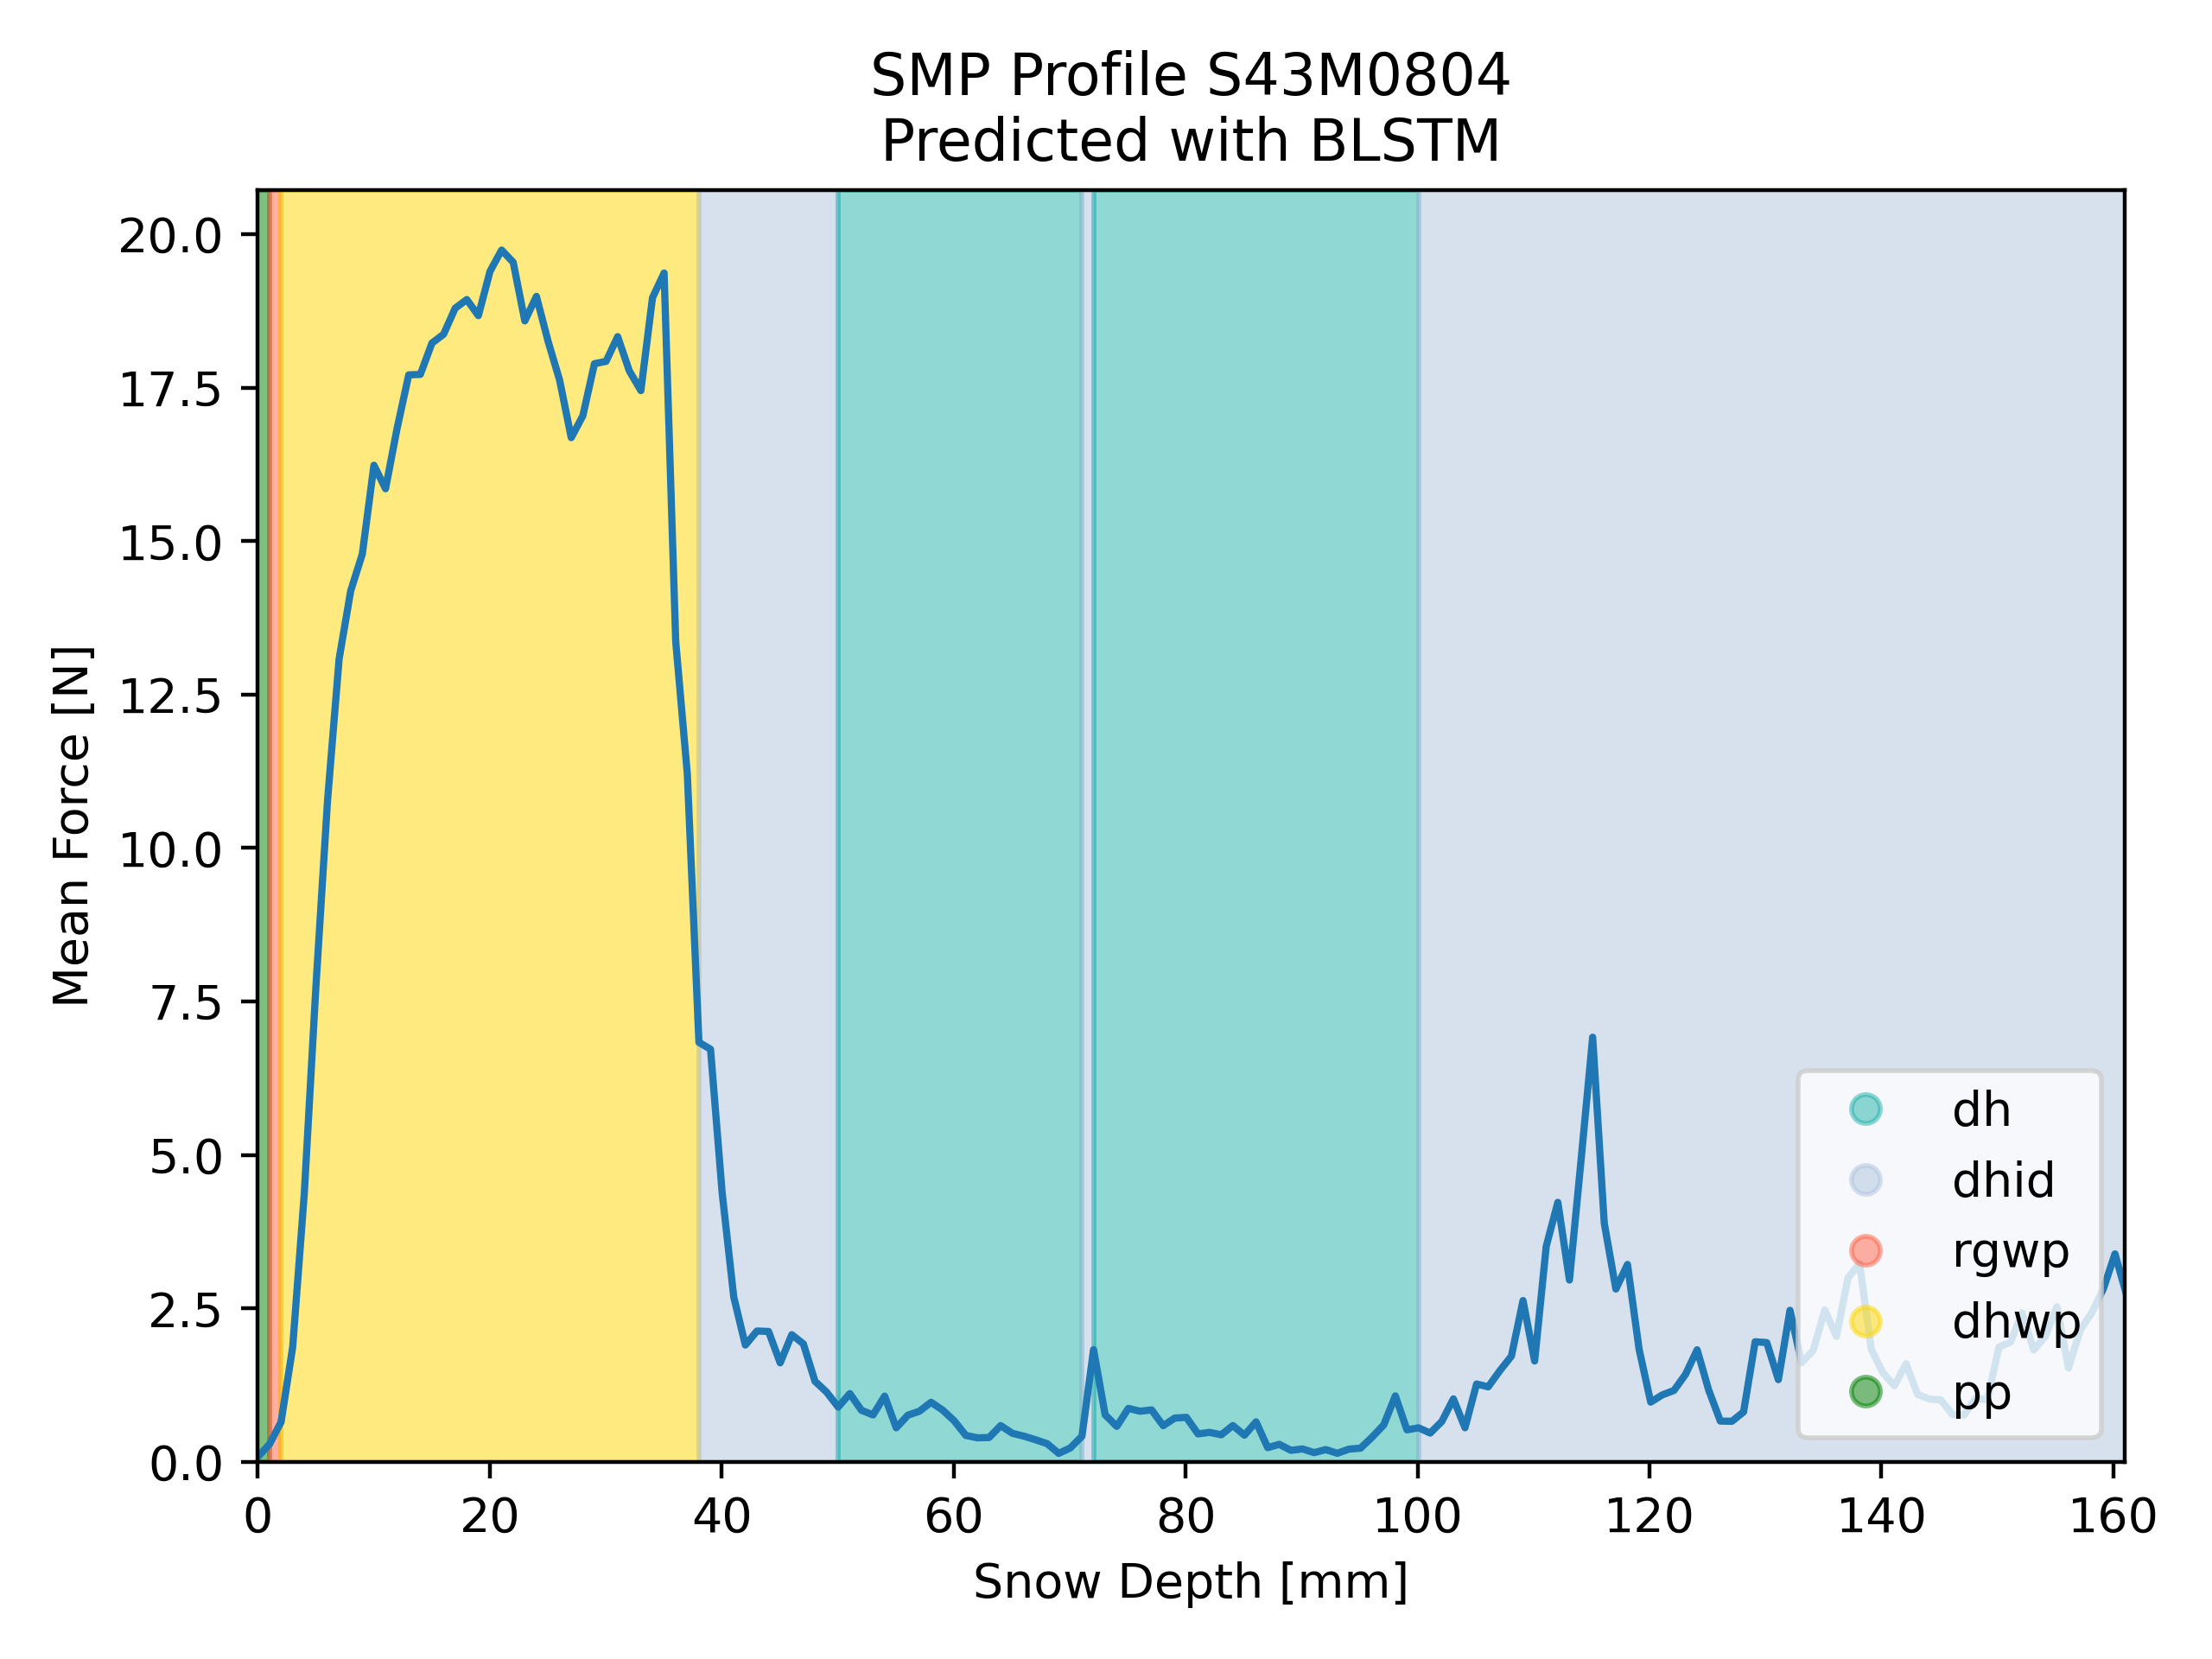 SMP Profile S43M0804
Predicted with BLSTM
Mean Force [N]
20.0
17.5
15.0
12.5
10.0
7.5
5.0
2.5
0.0
dh
dhid
rgwp
dhwp
pp
0 20 40 60 80 100 120 140 160
Snow Depth [mm]